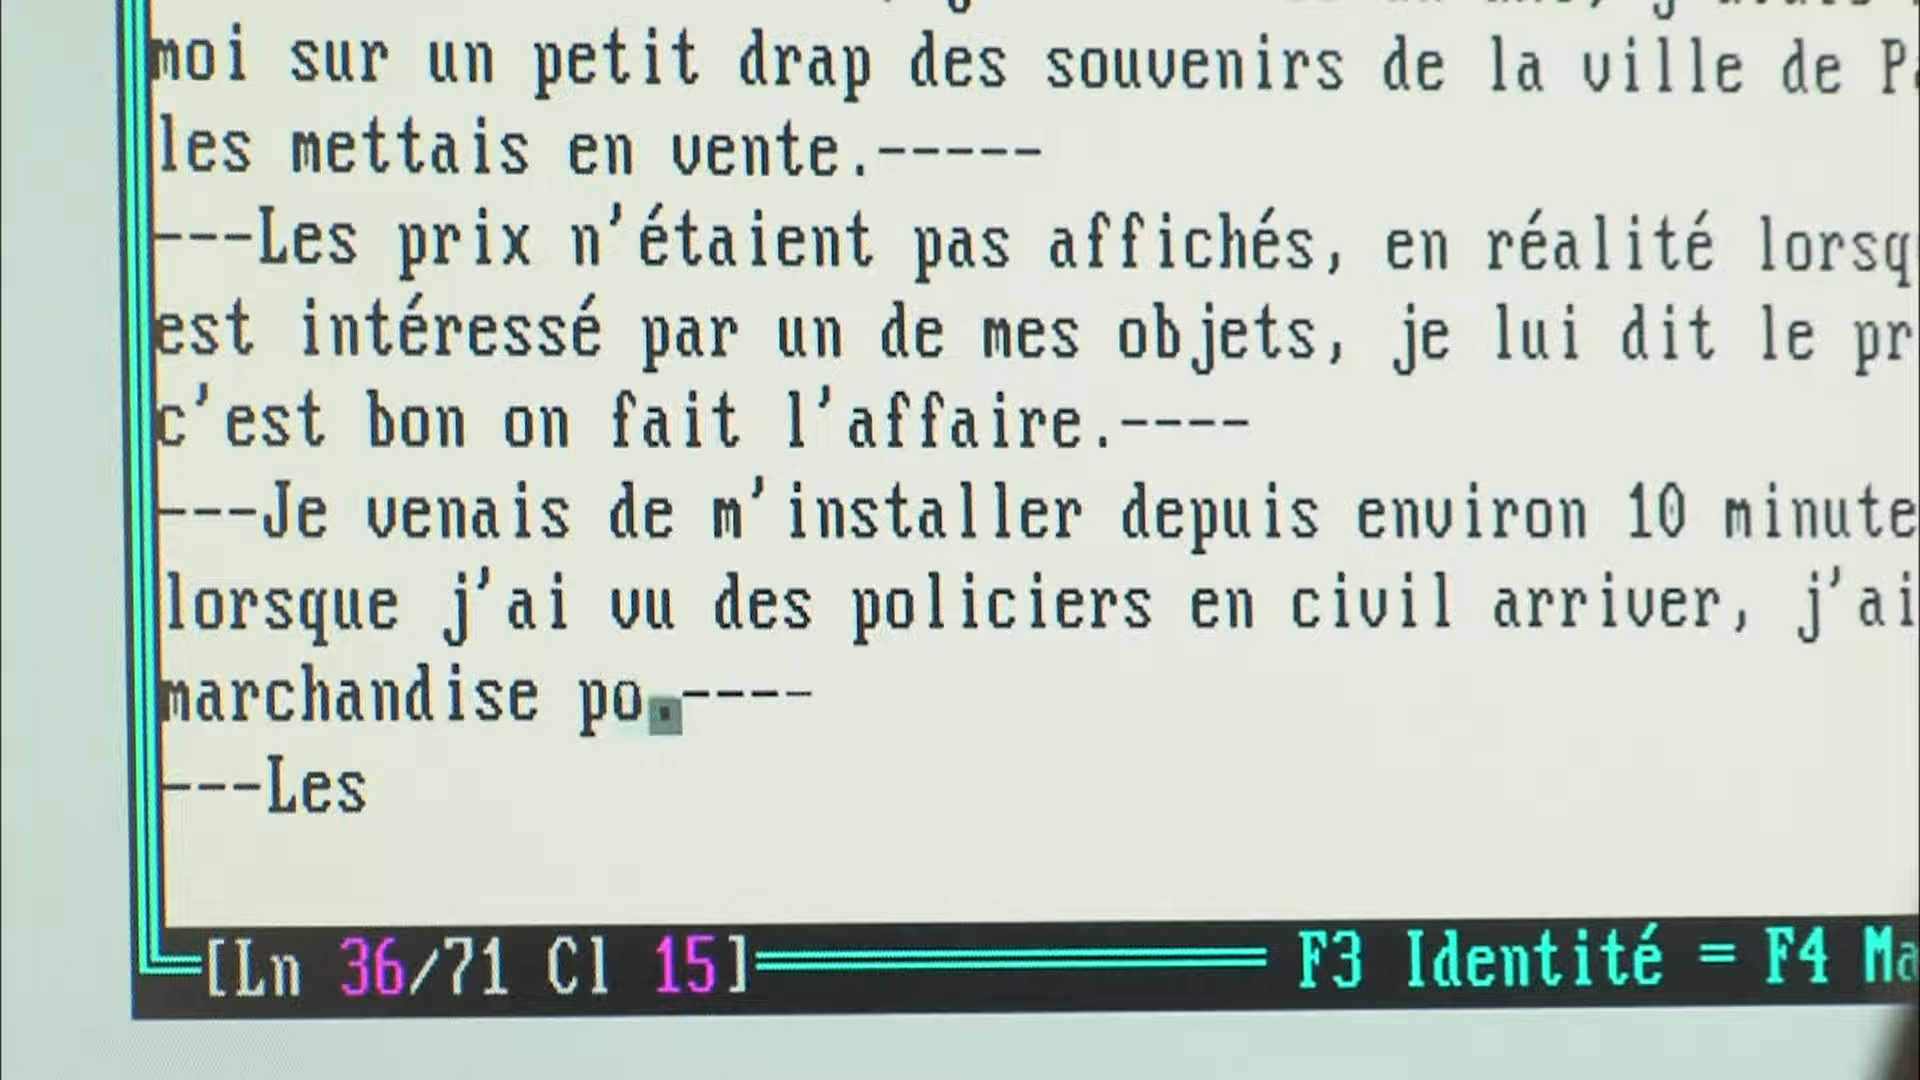 moi sur un petit drap des souvenirs de la ville de
les mettais en vente.-----
---Les prix n'étaient pas affichés, en réalité
est intéressé par un de mes objets, je lui dit le
c'est bon on fait l'affaire.----
---Je venais de m'installer depuis environ 10 minute
lorsque j'ai vu des policiers en civil arriver, j'ai
marchandise po.----
---Les
[Ln 36/71 Cl 15] F3 Identité = F4